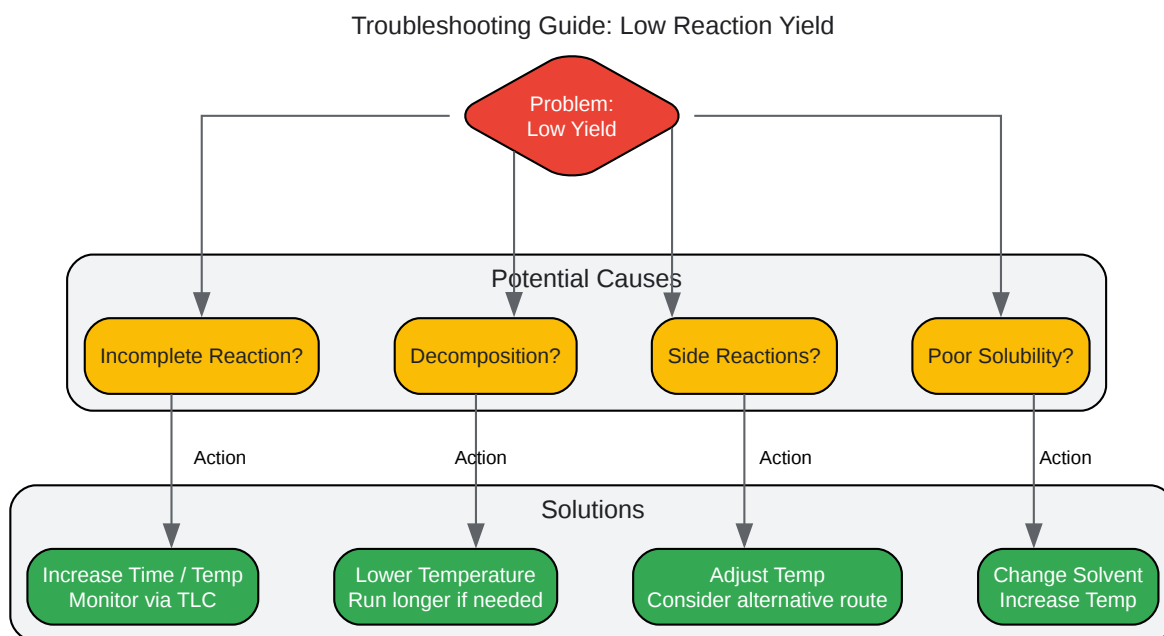 Troubleshooting Guide: Low Reaction Yield
Problem:
Low Yield
Potential Causes
Incomplete Reaction?
Decomposition?
Side Reactions?
Poor Solubility?
Action
Action
Action
Action
Solutions
Increase Time / Temp
Monitor via TLC
Lower Temperature
Run longer if needed
Adjust Temp
Consider alternative route
Change Solvent
Increase Temp